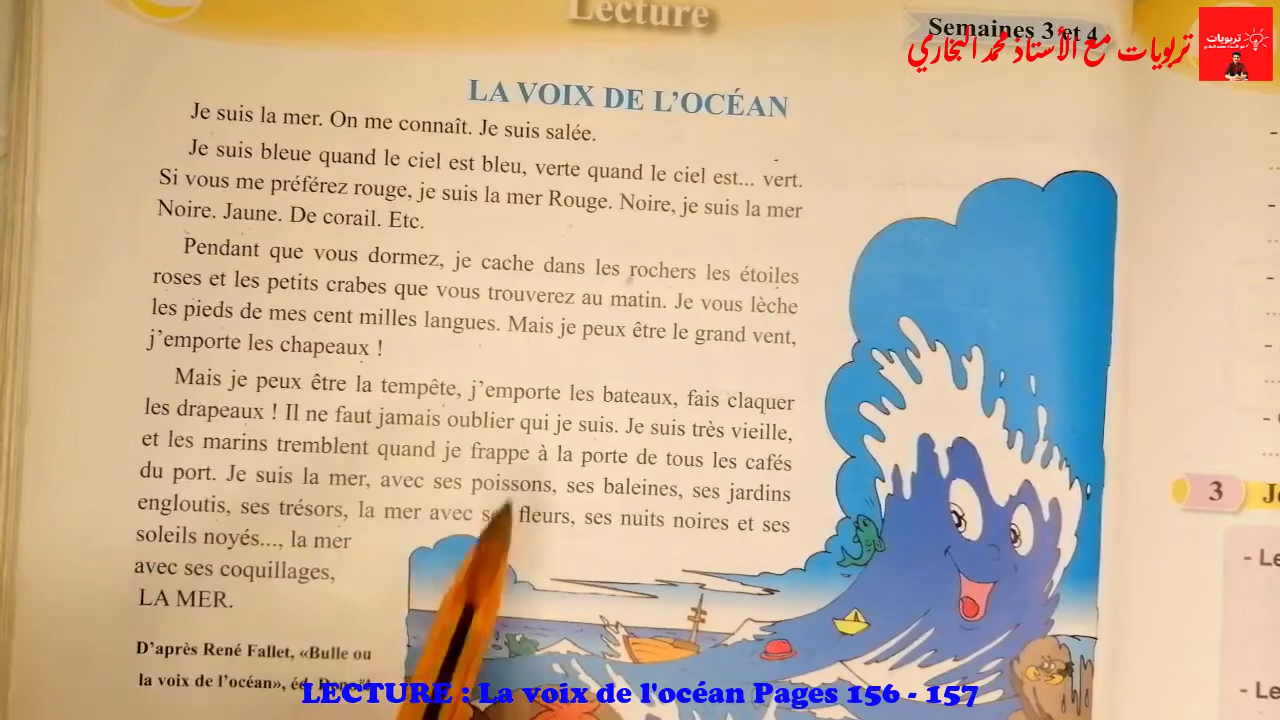 Lecture
Semaines 3 et 4
تربويات مع الأستاذ محمد البخاري
تربويات
LA VOIX DE L'OCÉAN
Je suis la mer. On me connaît. Je suis salée.
Je suis bleue quand le ciel est bleu, verte quand le ciel est... vert.
Si vous me préférez rouge, je suis la mer Rouge. Noire, je suis la mer
Noire. Jaune. De corail. Etc.
Pendant que vous dormez, je cache dans les rochers les étoiles
roses et les petits crabes que vous trouverez au matin. Je vous lèche
les pieds de mes cent milles langues. Mais je peux être le grand vent,
j'emporte les chapeaux !
Mais je peux être la tempête, j'emporte les bateaux, fais claquer
les drapeaux ! Il ne faut jamais oublier qui je suis. Je suis très vieille,
et les marins tremblent quand je frappe à la porte de tous les cafés
du port. Je suis la mer, avec ses poissons, ses baleines, ses jardins
engloutis, ses trésors, la mer avec ses fleurs, ses nuits noires et ses
soleils noyés..., la mer
avec ses coquillages,
LA MER.
D'après René Fallet, «Bulle ou
la voix de l'océan», éd.
3
- Le
- Le
LECTURE : La voix de l'océan Pages 156 - 157